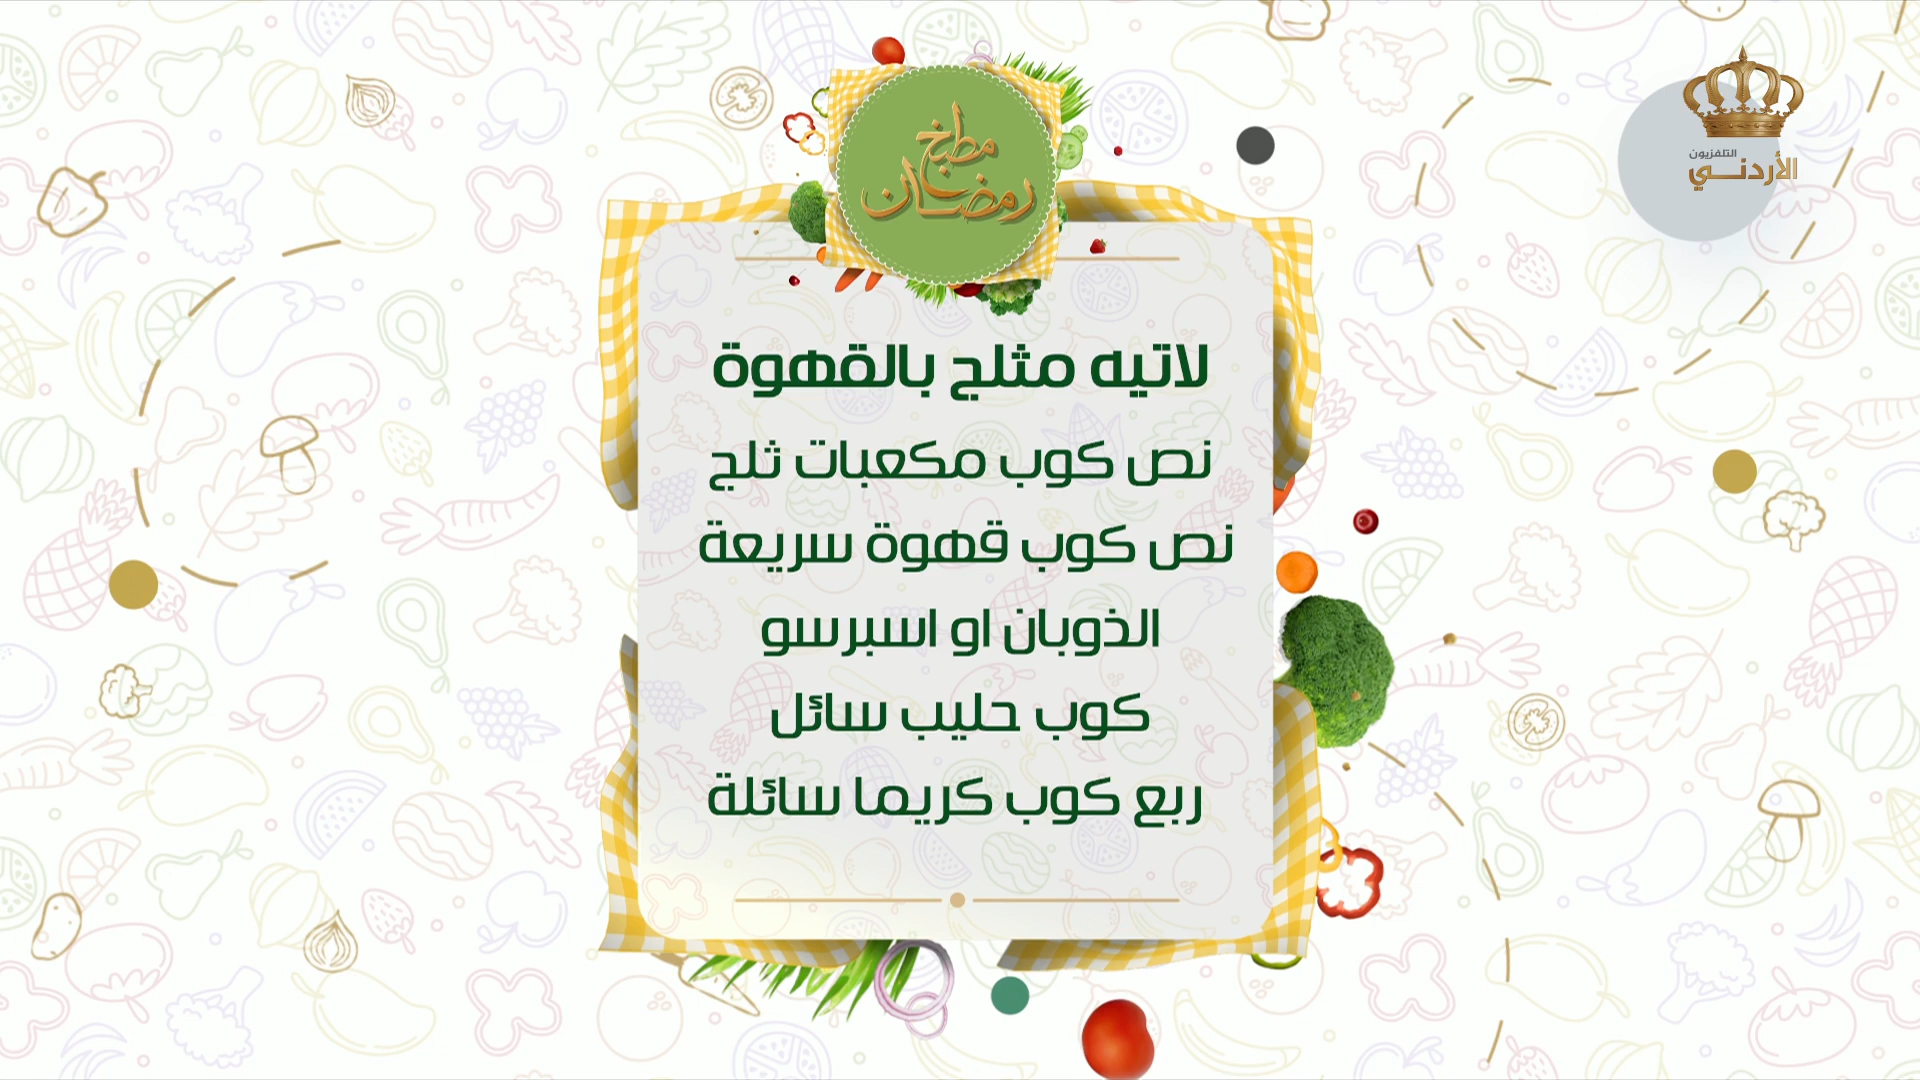 مطبخ
رمضان
التلفزيون
الأردني
لاتيه مثلج بالقهوة
نص كوب مكعبات ثلج
نص كوب قهوة سريعة
الذوبان او اسبرسو
كوب حليب سائل
ربع كوب كريما سائلة